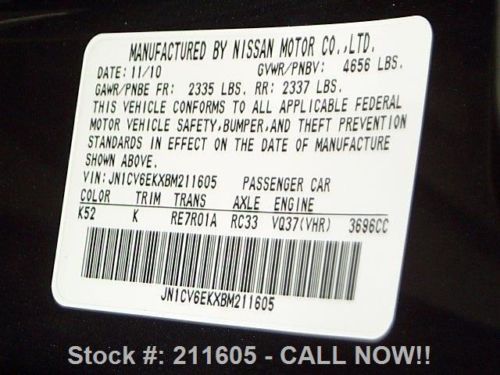 MANUFACTURED BY NISSAN MOTOR CO.,LTD.
DATE: 11/10 GVWR/PNBV: 4656 LBS.
GAWR/PNBE FR: 2335 LBS. RR: 2337 LBS.
THIS VEHICLE CONFORMS TO ALL APPLICABLE FEDERAL
MOTOR VEHICLE SAFETY,BUMPER,AND THEFT PREVENTION
STANDARDS IN EFFECT ON THE DATE OF MANUFACTURE
SHOWN ABOVE.
VIN:JN1CV6EKXBM211605 PASSENGER CAR
COLOR TRIM TRANS AXLE ENGINE
K52 K RE7R01A RC33 VQ37(VHR) 3696CC
JN1CV6EKXBM211605
Stock #: 211605 - CALL NOW!!